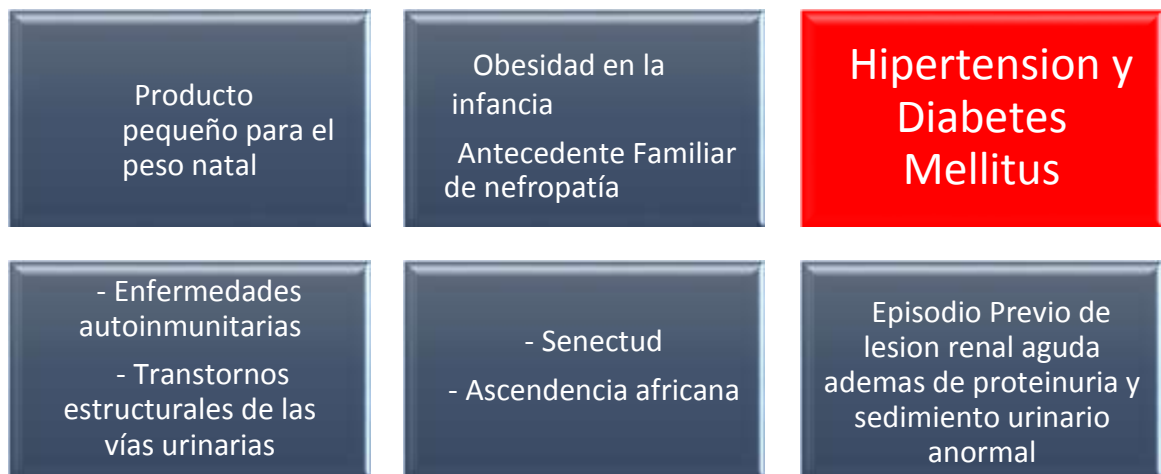 Producto
pequeño para el
peso natal
Obesidad en la
infancia
Antecedente Familiar
de nefropatía
Hipertension y
Diabetes
Mellitus
- Enfermedades
autoinmunitarias
- Transtornos
estructurales de las
vías urinarias
- Senectud
- Ascendencia africana
Episodio Previo de
lesion renal aguda
ademas de proteinuria y
sedimiento urinario
anormal